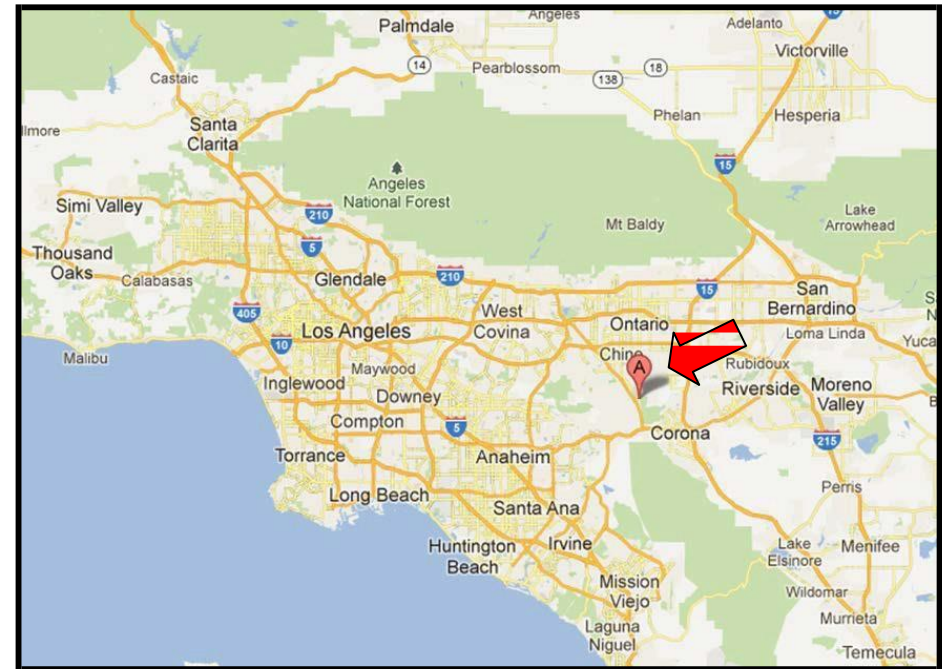 Palmdale
Angeles
Adelanto
15
Victorville
14
Pearblossom
138
18
Castaic
Phelan
Hesperia
llmore
Santa
Clarita
15
Angeles
National Forest
Simi Valley
210
Mt Baldy
Lake
Arrowhead
5
Thousand
Oaks
Calabasas
Glendale
210
15
San
Bernardino
405
West
Covina
Ontario
Los Angeles
Loma Linda
Yuca
10
Malibu
Chino
Maywood
Rubidoux
A
Inglewood
Downey
Riverside
Moreno
Valley
Compton
5
Corona
215
Torrance
Anaheim
Long Beach
Perris
Santa Ana
Huntington
Beach
Irvine
Lake
Elsinore
Menifee
Mission
Viejo
Wildomar
Laguna
Niguel
Murrieta
Temecula